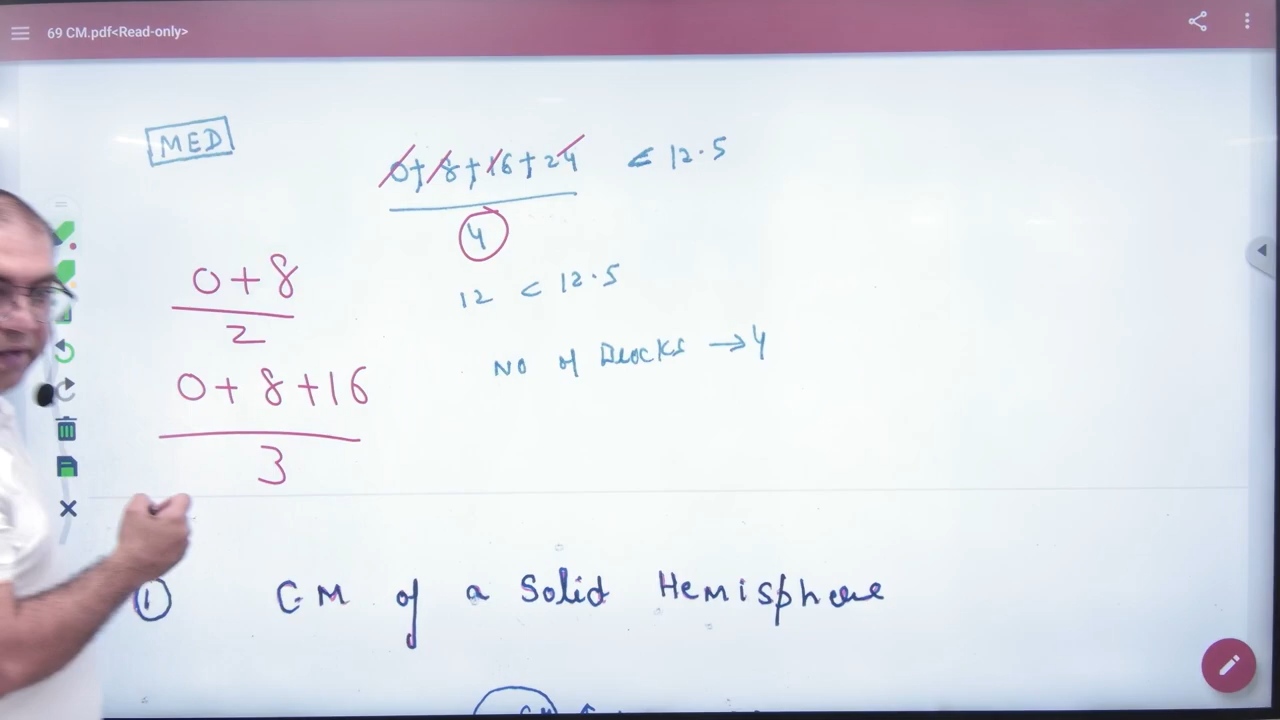 69 CM.pdf<Read-only>
MED
0+8+16+24 < 12.5
4
0+8
2
12 < 12.5
No of Blocks → 4
0+8+16
3
① CM of a Solid Hemisphere
CM